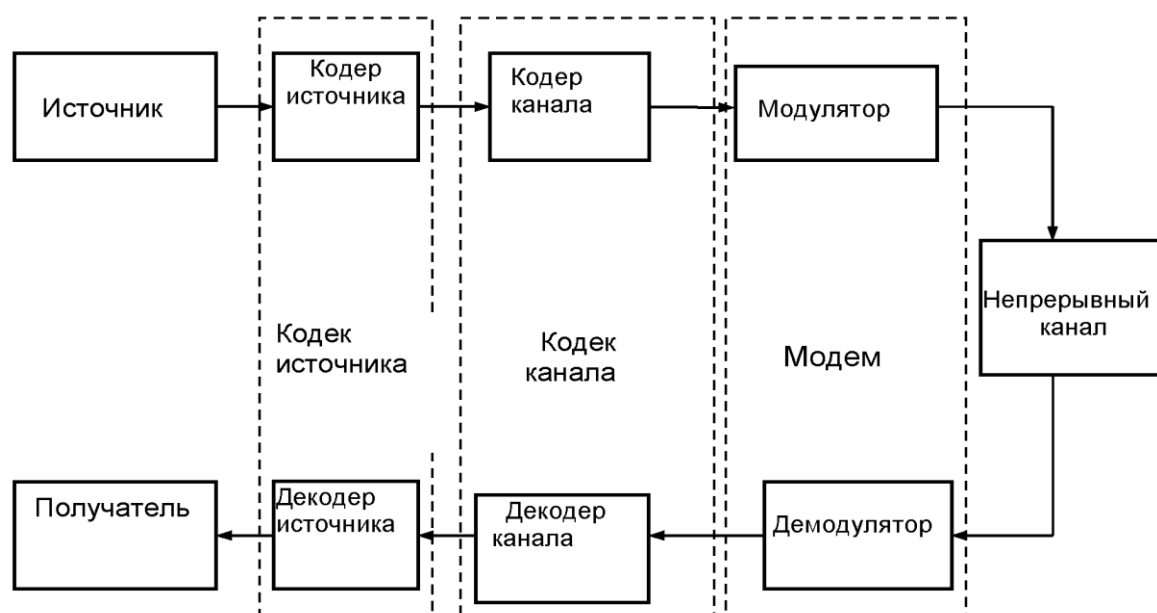 Источник
Кодер
источника
Кодер
канала
Модулятор
Непрерывный
канал
Кодек
источника
Кодек
канала
Модем
Получатель
Декодер
источника
Декодер
канала
Демодулятор